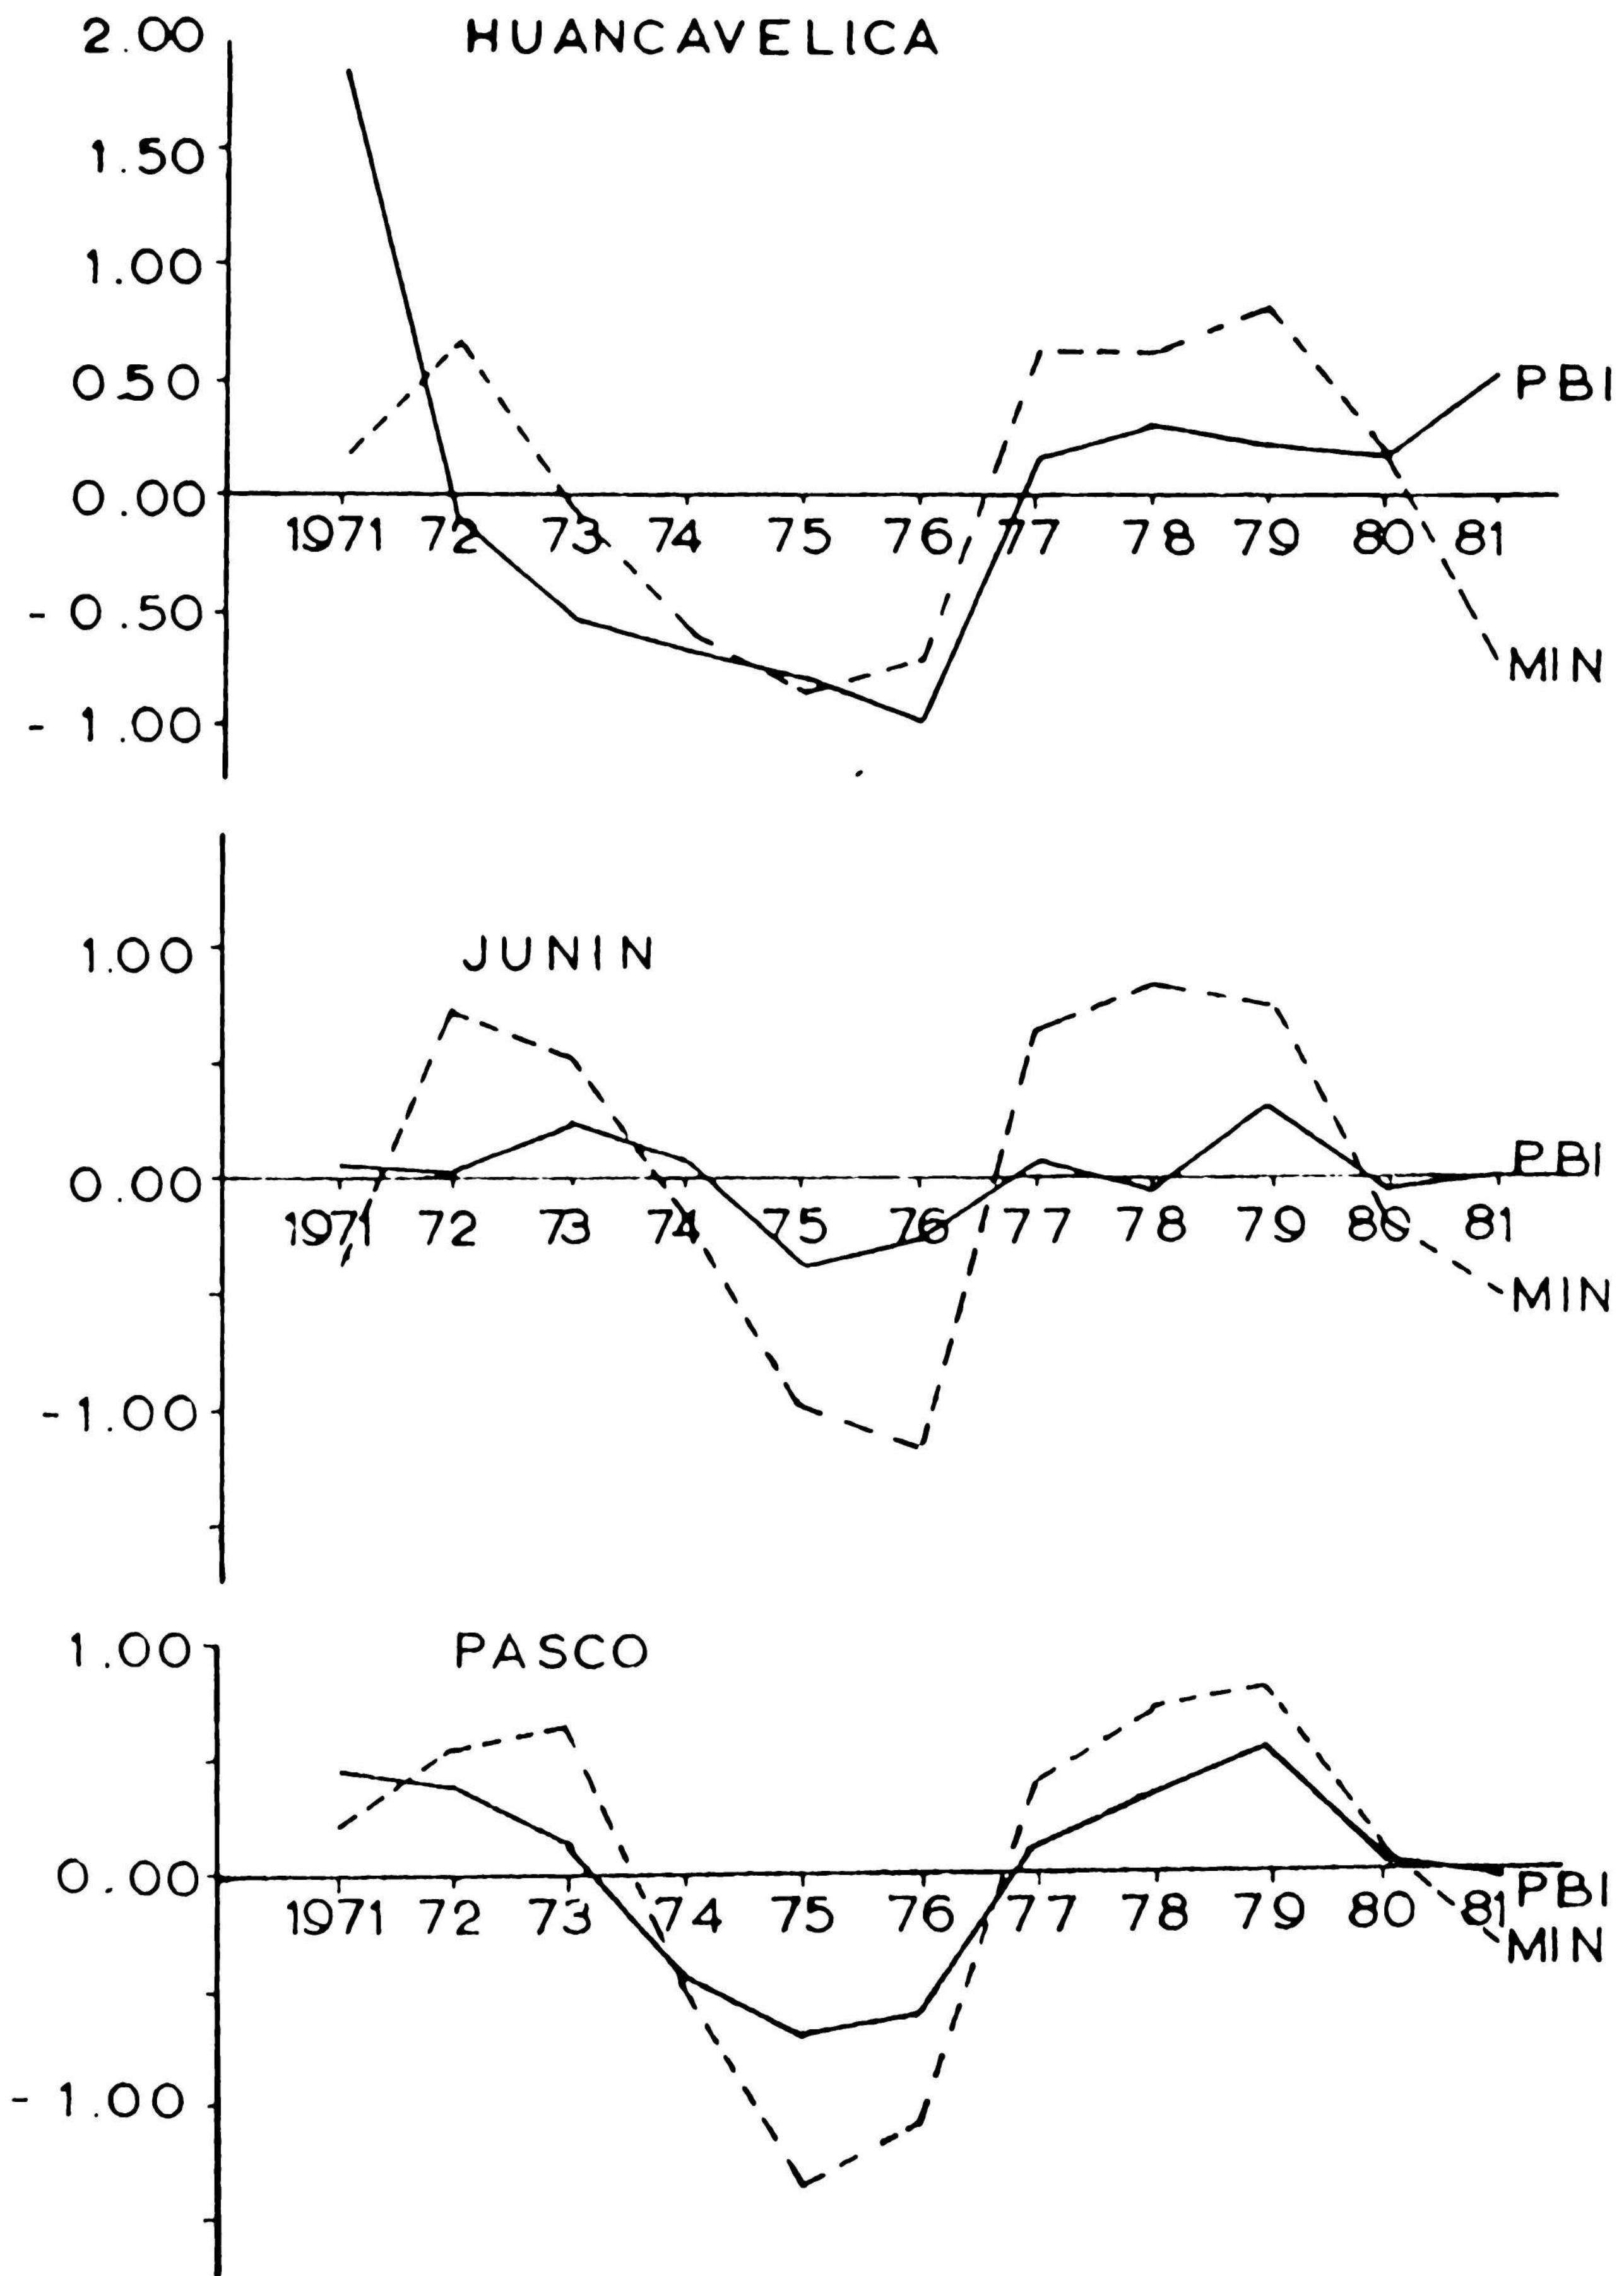 2.00 HUANCAVELICA
1.50
1.00
0.50 PBI
0.00
1971 72 73 74 75 76 77 78 79 80 81
- 0.50
MIN
- 1.00
1.00 JUNIN
PBI
0.00
1971 72 73 74 75 76 77 78 79 80 81
MIN
-1.00
1.00 PASCO
0.00 PBI
1971 72 73 74 75 76 77 78 79 80 81
MIN
- 1.00